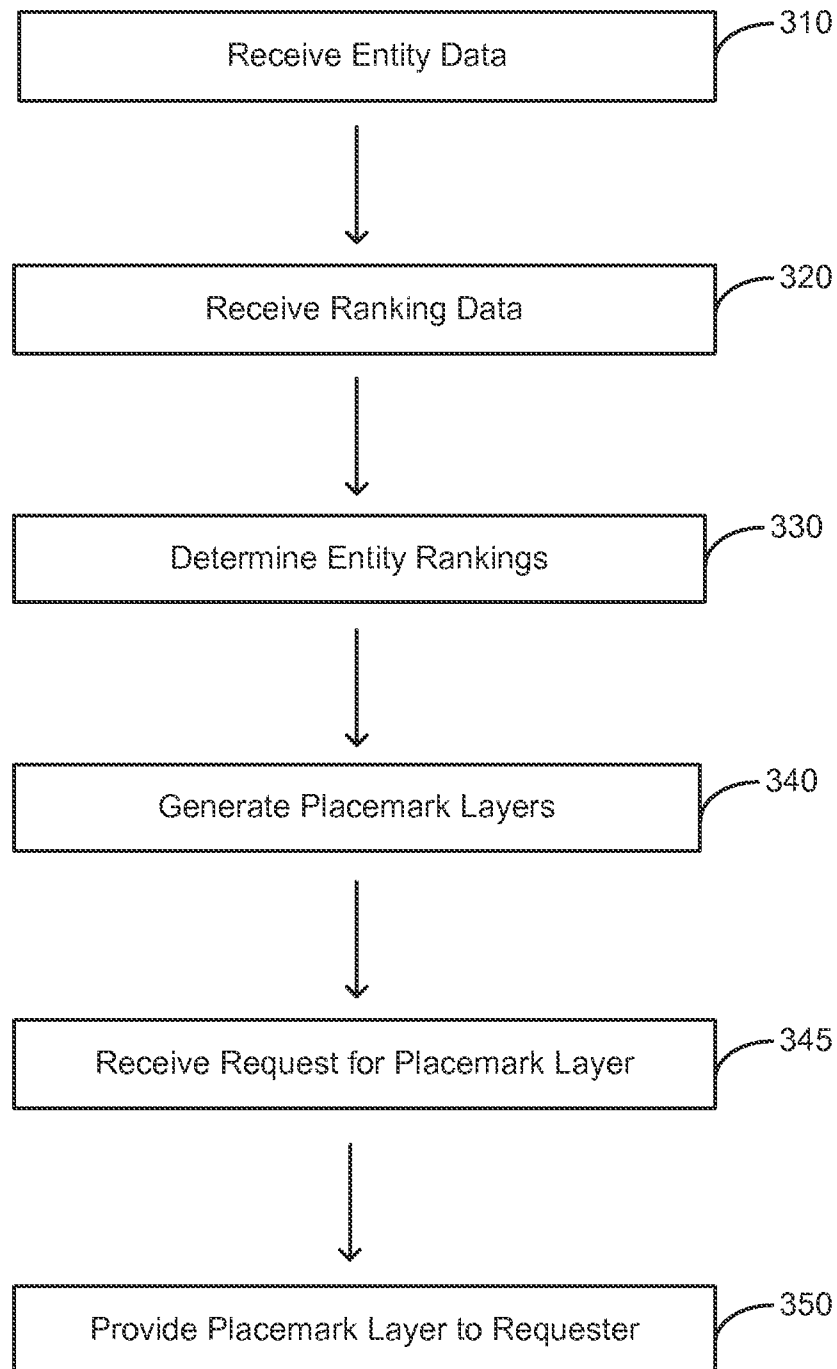 Receive Entity Data
310
Receive Ranking Data
320
Determine Entity Rankings
330
Generate Placemark Layers
340
Receive Request for Placemark Layer
345
Provide Placemark Layer to Requester
350